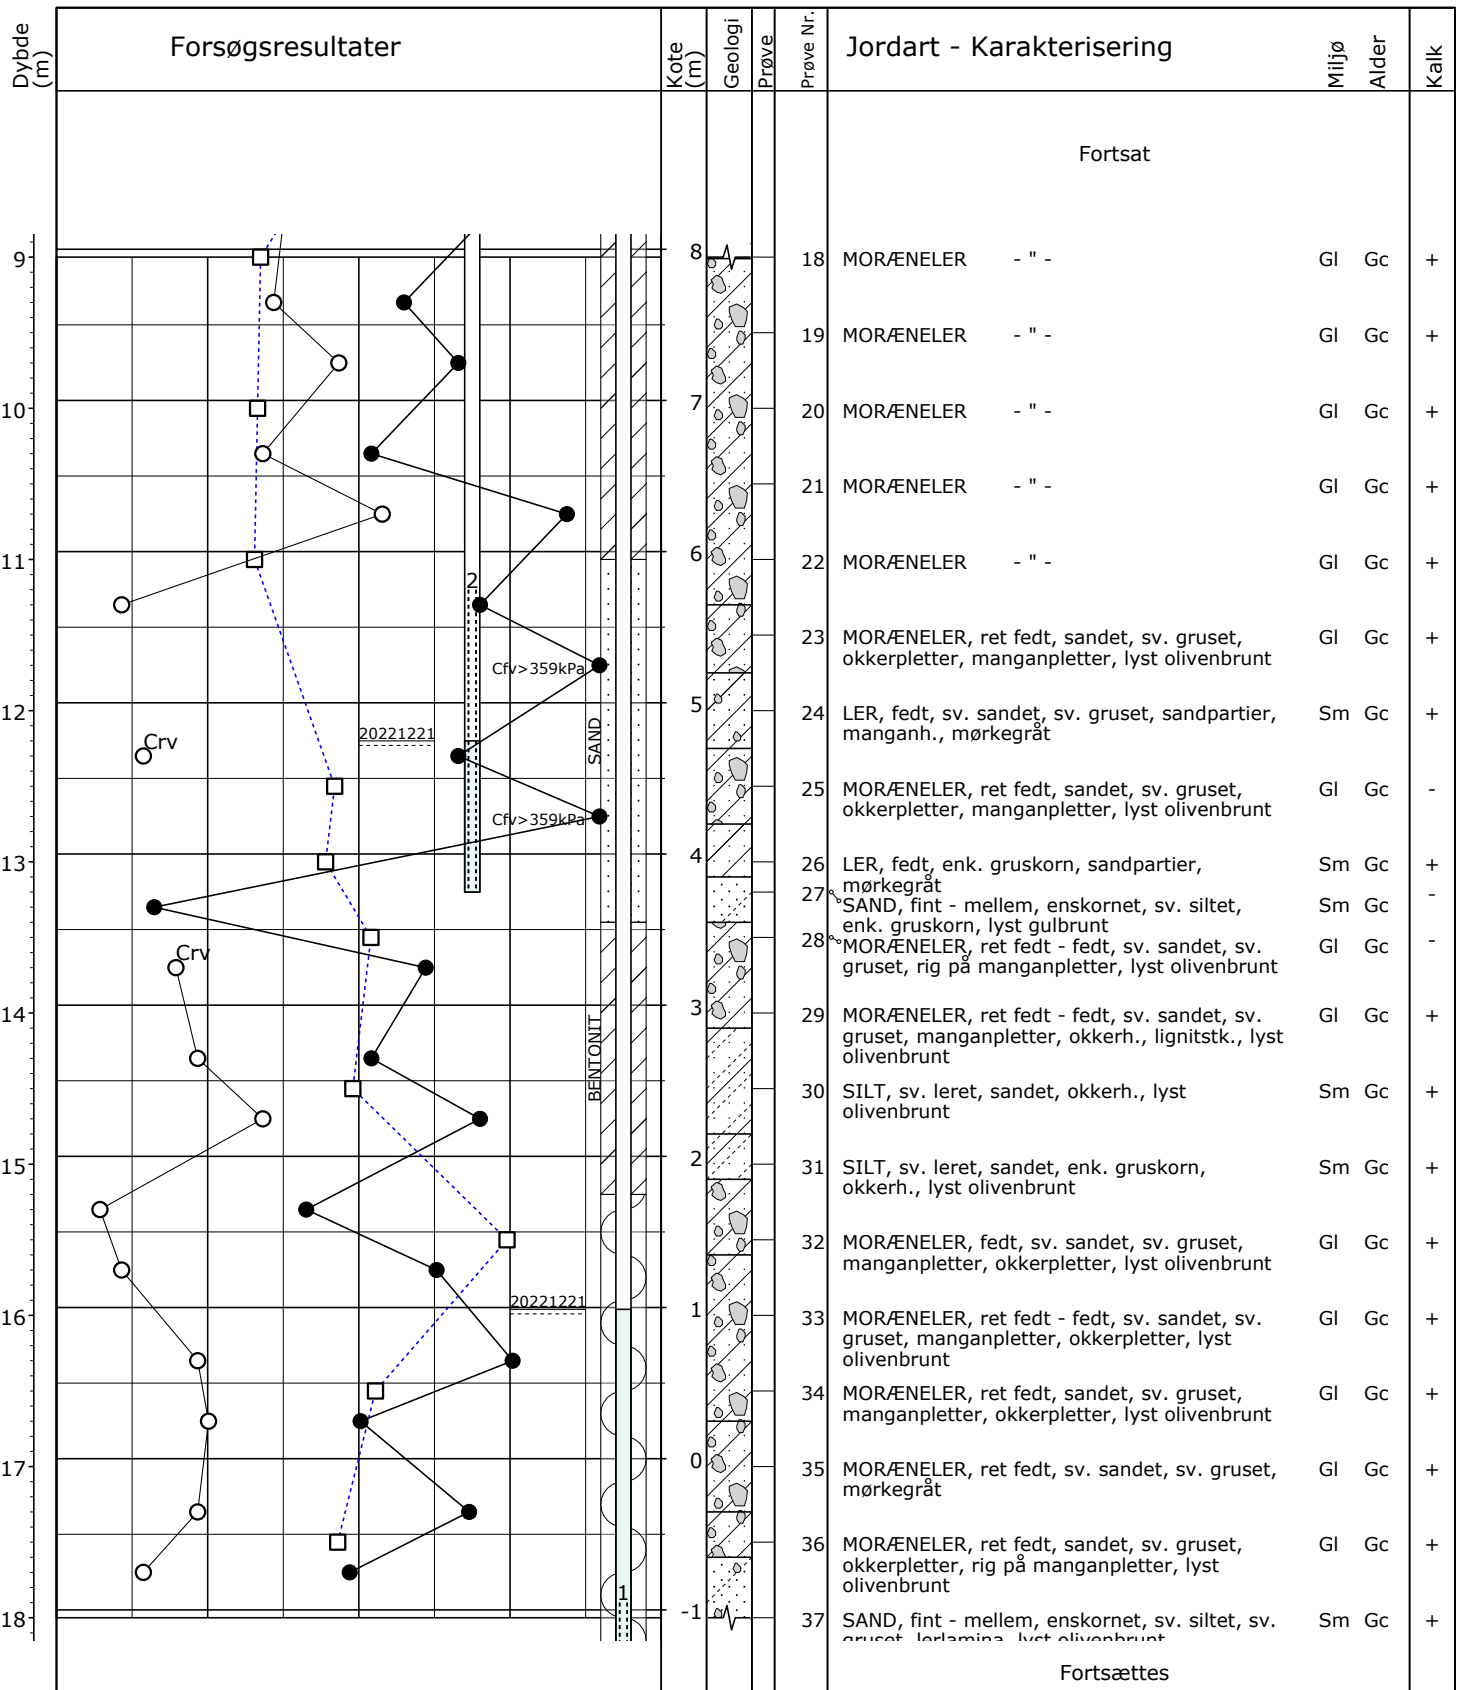 Dybde (m)
Forsøgsresultater
Kote (m)
Geologi
Prøve
Prøve Nr.
Jordart - Karakterisering
Miljø
Alder
Kalk
Fortsat
9
8
18 MORÆNELER - " - Gl Gc +
19 MORÆNELER - " - Gl Gc +
10
7
20 MORÆNELER - " - Gl Gc +
21 MORÆNELER - " - Gl Gc +
11
6
22 MORÆNELER - " - Gl Gc +
2
23 MORÆNELER, ret fedt, sandet, sv. gruset, Gl Gc +
okkerpletter, manganpletter, lyst olivenbrunt
Cfv>359kPa
12
5
24 LER, fedt, sv. sandet, sv. gruset, sandpartier, Sm Gc +
manganh., mørkegråt
Crv
20221221
SAND
25 MORÆNELER, ret fedt, sandet, sv. gruset, Gl Gc -
okkerpletter, manganpletter, lyst olivenbrunt
Cfv>359kPa
13
4
26 LER, fedt, enk. gruskorn, sandpartier, Sm Gc +
mørkegråt
27 SAND, fint - mellem, enskornet, sv. siltet, Sm Gc -
enk. gruskorn, lyst gulbrunt
28 MORÆNELER, ret fedt - fedt, sv. sandet, sv. Gl Gc -
gruset, rig på manganpletter, lyst olivenbrunt
Crv
14
3
29 MORÆNELER, ret fedt - fedt, sv. sandet, sv. Gl Gc +
gruset, manganpletter, okkerh., lignitstk., lyst
olivenbrunt
BENTONIT
30 SILT, sv. leret, sandet, okkerh., lyst Sm Gc +
olivenbrunt
15
2
31 SILT, sv. leret, sandet, enk. gruskorn, Sm Gc +
okkerh., lyst olivenbrunt
32 MORÆNELER, fedt, sv. sandet, sv. gruset, Gl Gc +
manganpletter, okkerpletter, lyst olivenbrunt
20221221
16
1
33 MORÆNELER, ret fedt - fedt, sv. sandet, sv. Gl Gc +
gruset, manganpletter, okkerpletter, lyst
olivenbrunt
34 MORÆNELER, ret fedt, sandet, sv. gruset, Gl Gc +
manganpletter, okkerpletter, lyst olivenbrunt
17
0
35 MORÆNELER, ret fedt, sv. sandet, sv. gruset, Gl Gc +
mørkegråt
36 MORÆNELER, ret fedt, sandet, sv. gruset, Gl Gc +
okkerpletter, rig på manganpletter, lyst
olivenbrunt
1
18
-1
37 SAND, fint - mellem, enskornet, sv. siltet, sv. Sm Gc +
gruset, lerlamina, lyst olivenbrunt
Fortsættes